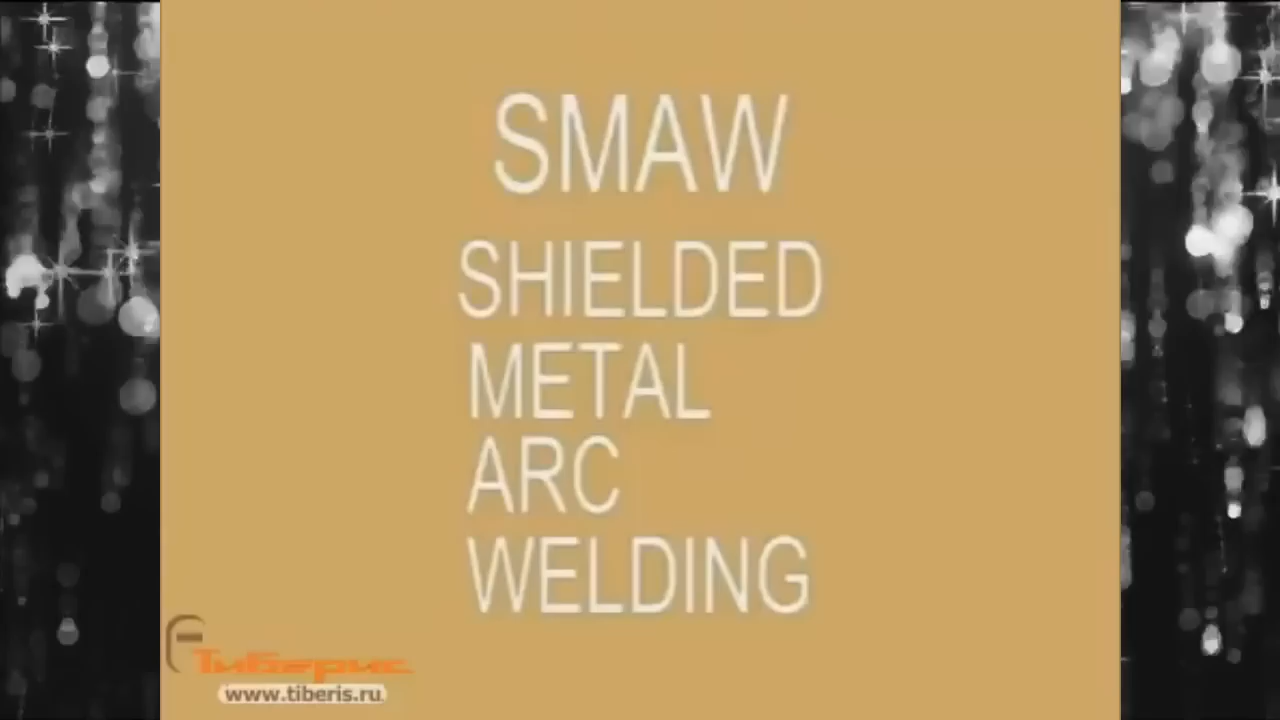 SMAW
SHIELDED
METAL
ARC
WELDING
Тиберис
www.tiberis.ru